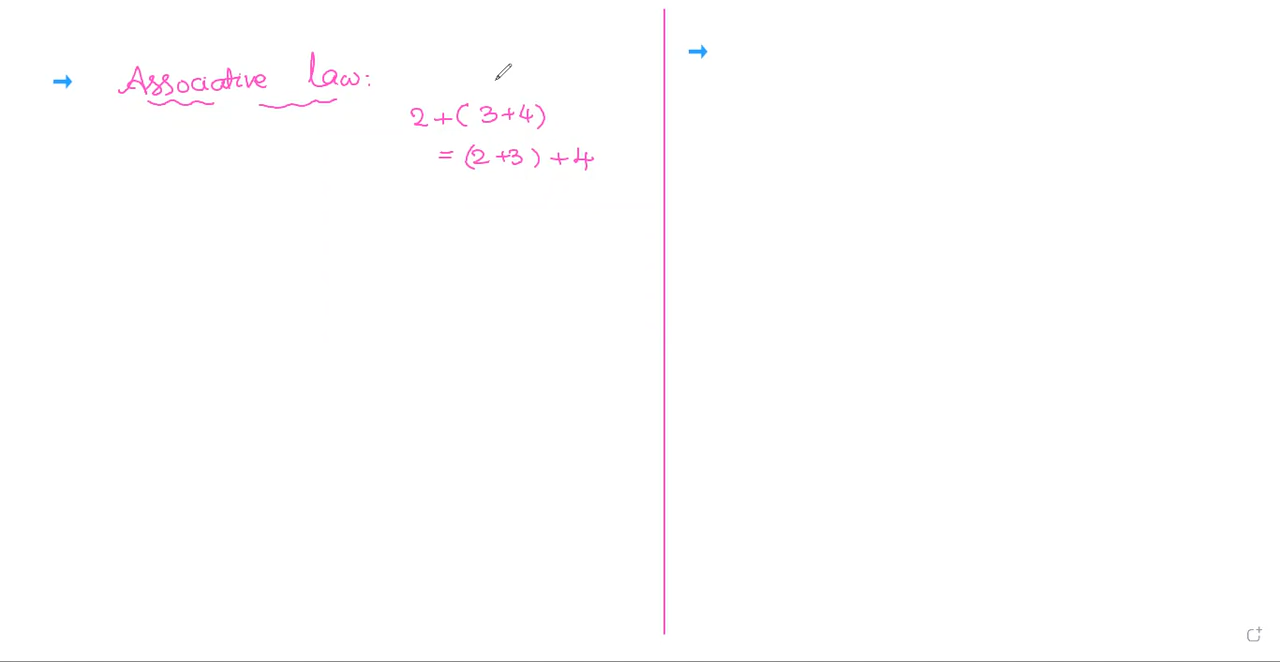 → Associative law:
2+(3+4)
=(2+3)+4
→